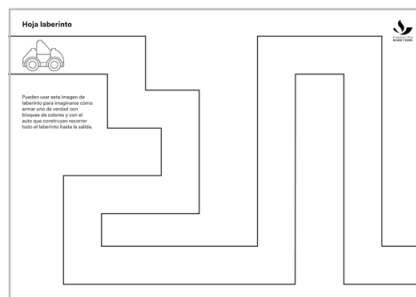 Hoja laberinto
Pueden usar esta imagen de
laberinto para imaginarse cómo
armar uno de verdad con
bloques de colores y con el
auto que construyan recorrer
todo el laberinto hasta la salida.